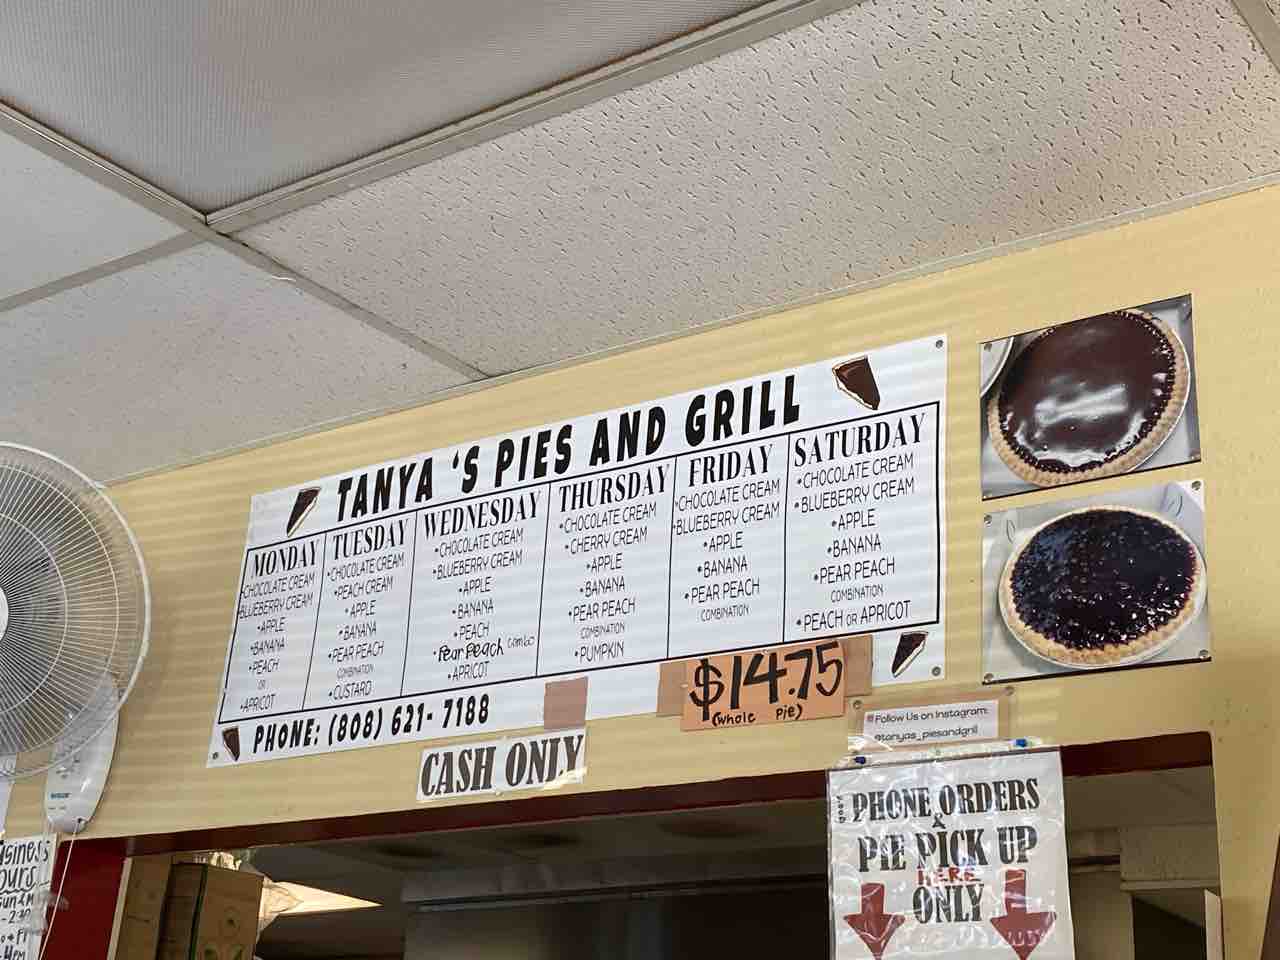 TANYA 'S PIES AND GRILL
MONDAY
•CHOCOLATE CREAM
•BLUEBERRY CREAM
•APPLE
•BANANA
•PEACH
OR
•APRICOT
TUESDAY
•CHOCOLATE CREAM
•PEACH CREAM
•APPLE
•BANANA
•PEAR PEACH
COMBINATION
•CUSTARD
WEDNESDAY
•CHOCOLATE CREAM
•BLUEBERRY CREAM
•APPLE
•BANANA
•PEACH
•Pear Peach combo
•APRICOT
THURSDAY
•CHOCOLATE CREAM
•CHERRY CREAM
•APPLE
•BANANA
•PEAR PEACH
COMBINATION
•PUMPKIN
FRIDAY
•CHOCOLATE CREAM
•BLUEBERRY CREAM
•APPLE
•BANANA
•PEAR PEACH
COMBINATION
SATURDAY
•CHOCOLATE CREAM
•BLUEBERRY CREAM
•APPLE
•BANANA
•PEAR PEACH
COMBINATION
•PEACH OR APRICOT
PHONE: (808) 621-7188
$14.75
(whole pie)
CASH ONLY
Follow Us on Instagram:
@tanyas_piesandgrill
PHONE ORDERS
&
PIE PICK UP
HERE
ONLY